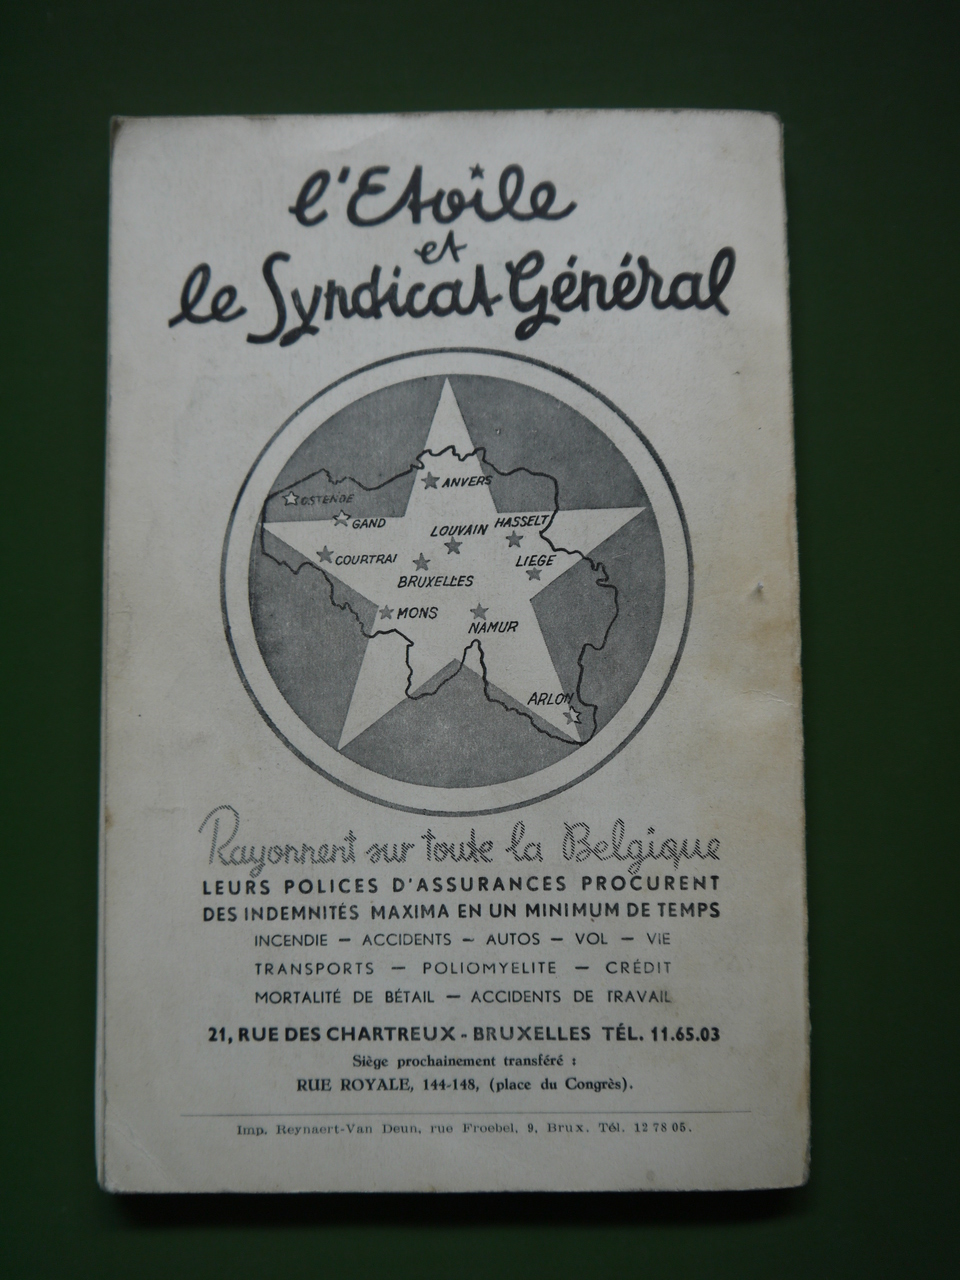 l'Etoile
et
le Syndicat Général
ANVERS
OSTENDE
GAND
LOUVAIN HASSELT
COURTRAI
LIEGE
BRUXELLES
MONS
NAMUR
ARLON
Rayonnent sur toute la Belgique
LEURS POLICES D'ASSURANCES PROCURENT
DES INDEMNITÉS MAXIMA EN UN MINIMUM DE TEMPS
INCENDIE — ACCIDENTS — AUTOS — VOL — VIE
TRANSPORTS — POLIOMYELITE — CRÉDIT
MORTALITÉ DE BÉTAIL — ACCIDENTS DE TRAVAIL
21, RUE DES CHARTREUX - BRUXELLES TÉL. 11.65.03
Siège prochainement transféré :
RUE ROYALE, 144-148, (place du Congrès).
Imp. Reynaert-Van Deun, rue Froebel, 9, Brux. Tél. 12 78 05.